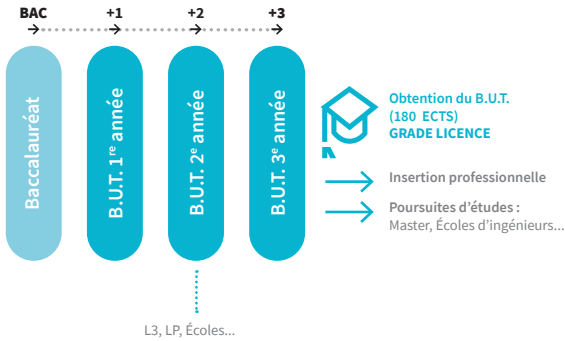 BAC +1 +2 +3
Baccalauréat
B.U.T. 1re année
B.U.T. 2e année
B.U.T. 3e année
Obtention du B.U.T.
(180 ECTS)
GRADE LICENCE
Insertion professionnelle
Poursuites d'études :
Master, Écoles d'ingénieurs...
L3, LP, Écoles...